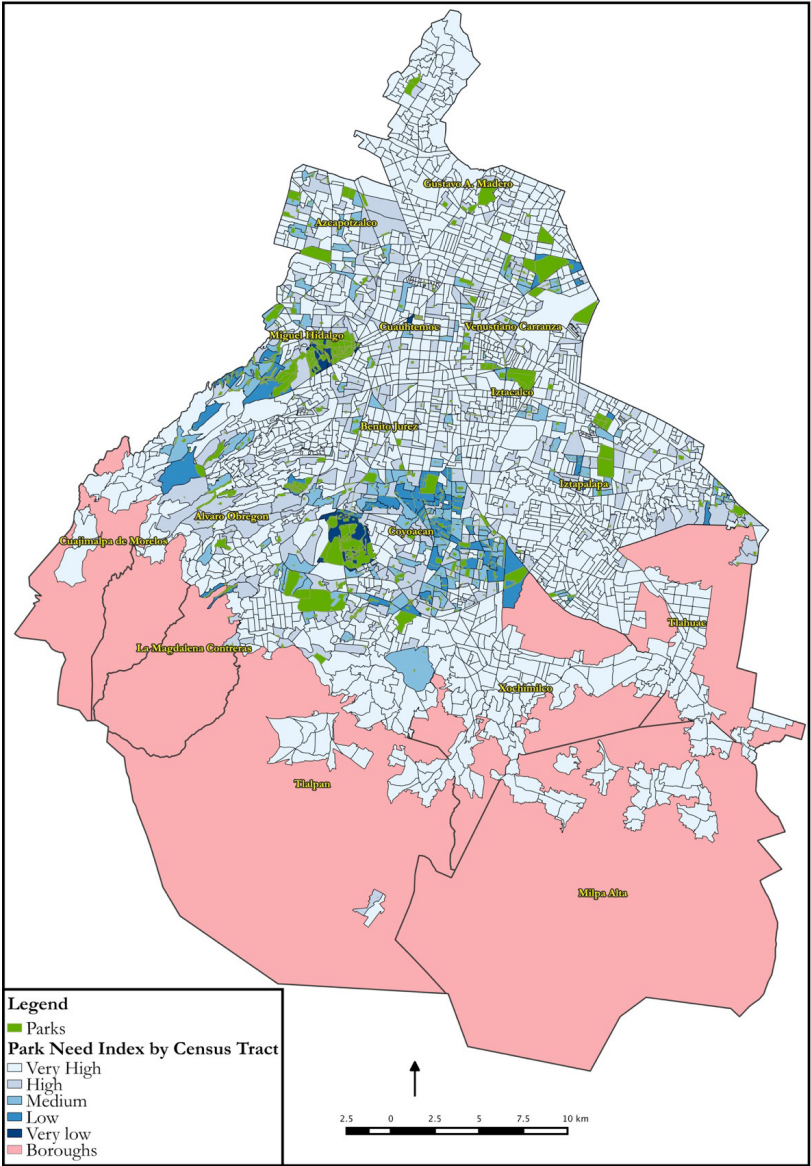 Gustavo A. Madero
Azcapotzalco
Miguel Hidalgo
Cuauhtemoc
Venustiano Carranza
Iztacalco
Benito Jurez
Iztapalapa
Alvaro Obregon
Coyoacan
Cuajimalpa de Morelos
Tlahuac
La Magdalena Contreras
Xochimilco
Tlalpan
Milpa Alta
Legend
Parks
Park Need Index by Census Tract
Very High
High
Medium
Low
Very low
Boroughs
2.5 0 2.5 5 7.5 10 km